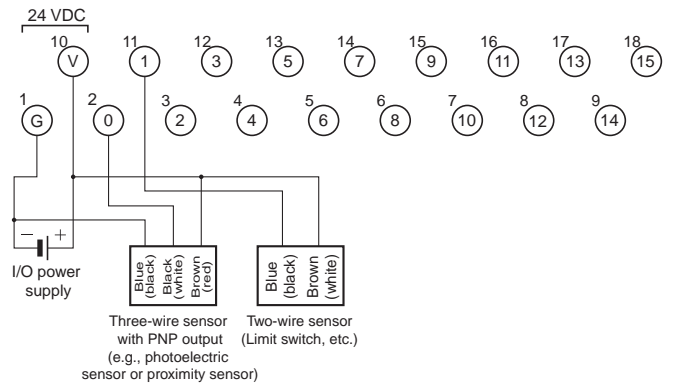 24 VDC
10 11 12 13 14 15 16 17 18
V 1 3 5 7 9 11 13 15
1 2 3 4 5 6 7 8 9
G 0 2 4 6 8 10 12 14
− +
I/O power
supply
Blue
(black)
Black
(white)
Brown
(red)
Blue
(black)
Brown
(white)
Three-wire sensor
with PNP output
(e.g., photoelectric
sensor or proximity sensor)
Two-wire sensor
(Limit switch, etc.)